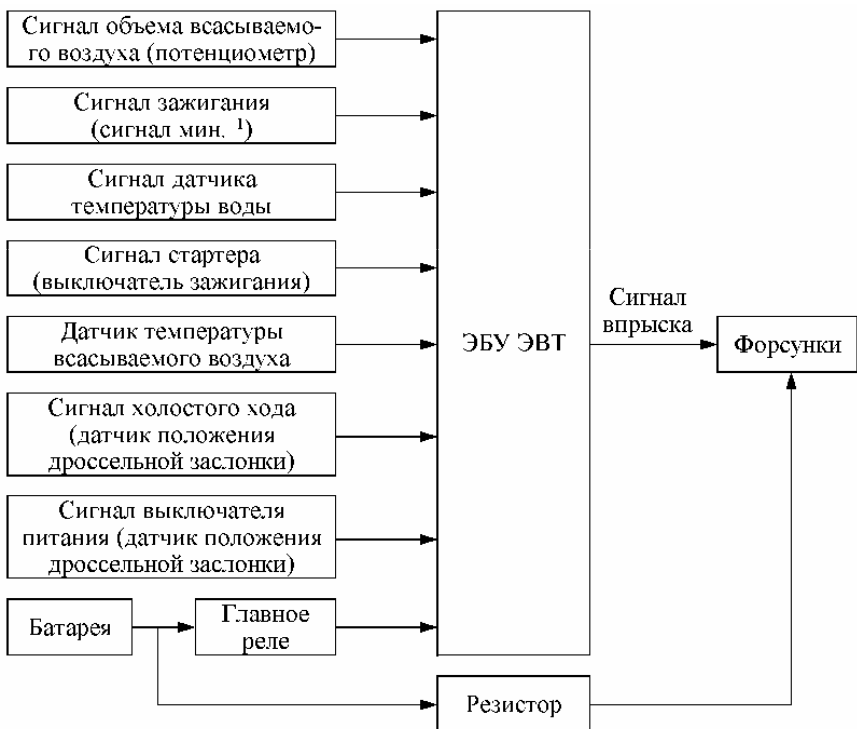 Сигнал объема всасываемо-
го воздуха (потенциометр)
Сигнал зажигания
(сигнал мин. ¹)
Сигнал датчика
температуры воды
Сигнал стартера
(выключатель зажигания)
Датчик температуры
всасываемого воздуха
Сигнал холостого хода
(датчик положения
дроссельной заслонки)
Сигнал выключателя
питания (датчик положения
дроссельной заслонки)
Батарея
Главное
реле
ЭБУ ЭВТ
Сигнал
впрыска
Форсунки
Резистор